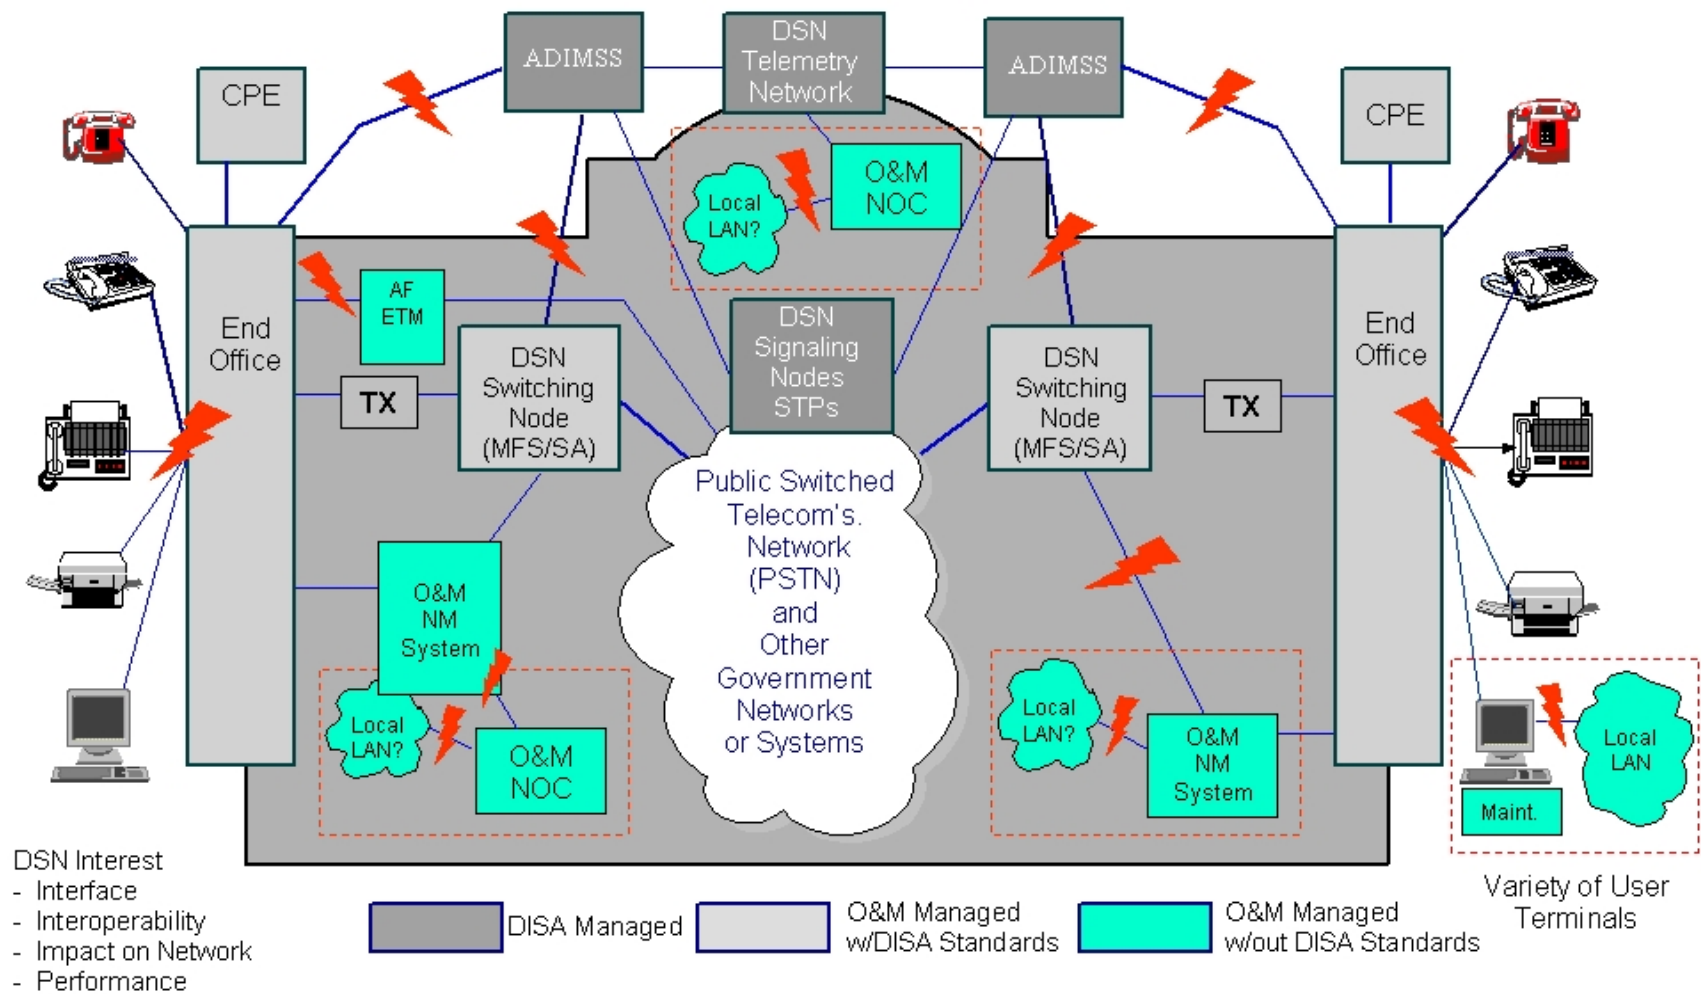 DSN
Telemetry
Network
ADIMSS
ADIMSS
CPE
CPE
O&M
NOC
Local
LAN?
AF
ETM
End
Office
End
Office
DSN
Signaling
Nodes
STPs
DSN
Switching
Node
(MFS/SA)
DSN
Switching
Node
(MFS/SA)
TX
TX
Public Switched
Telecom's.
Network
(PSTN)
and
Other
Government
Networks
or Systems
O&M
NM
System
Local
LAN?
O&M
NOC
Local
LAN?
O&M
NM
System
Local
LAN
Maint.
DSN Interest
- Interface
- Interoperability
- Impact on Network
- Performance
DISA Managed
O&M Managed
w/DISA Standards
O&M Managed
w/out DISA Standards
Variety of User
Terminals